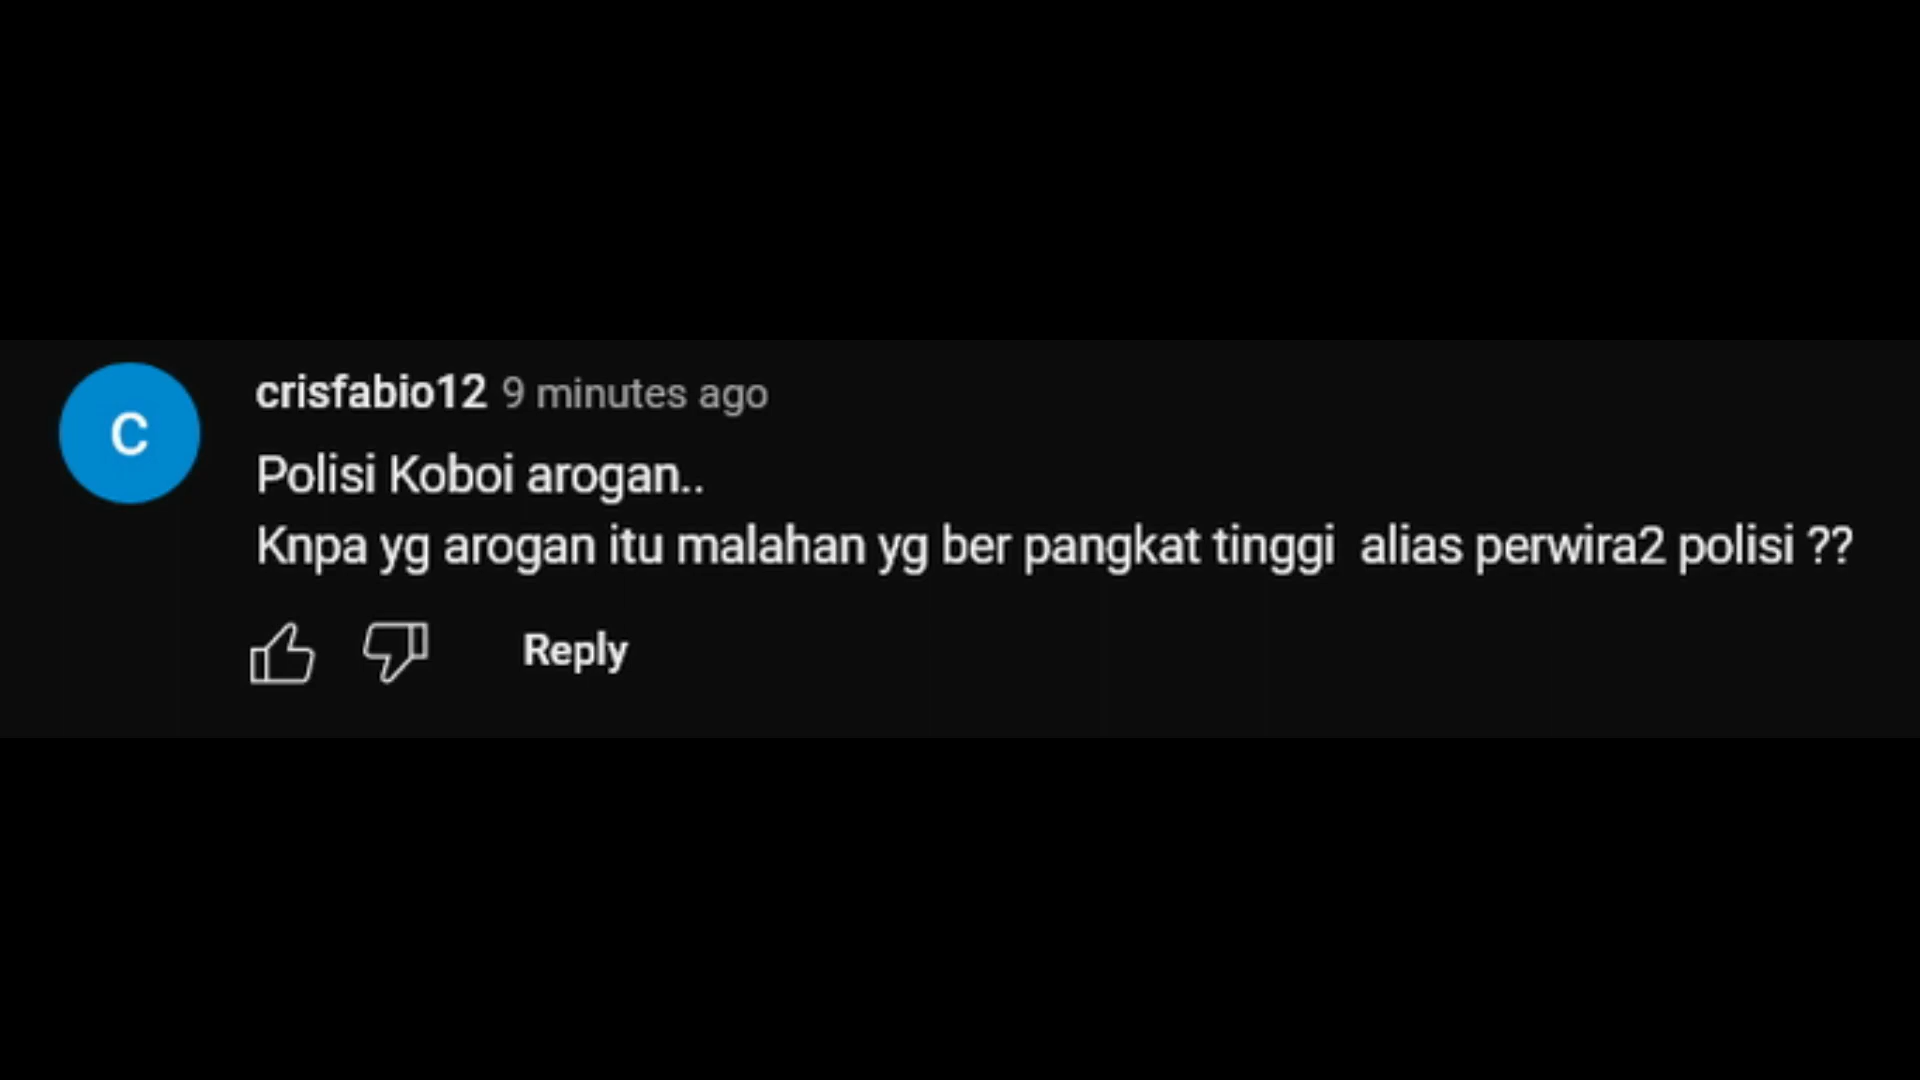 C
crisfabio12 9 minutes ago
Polisi Koboi arogan..
Knpa yg arogan itu malahan yg ber pangkat tinggi  alias perwira2 polisi ??
Reply